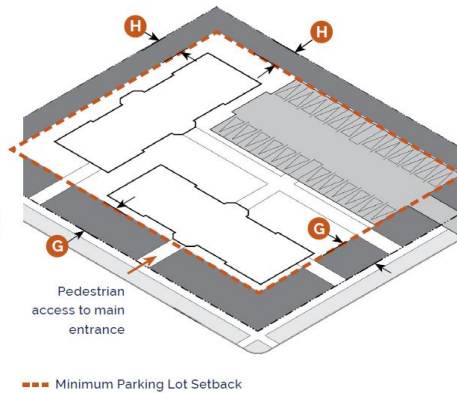 H
H
G
G
Pedestrian
access to main
entrance
Minimum Parking Lot Setback